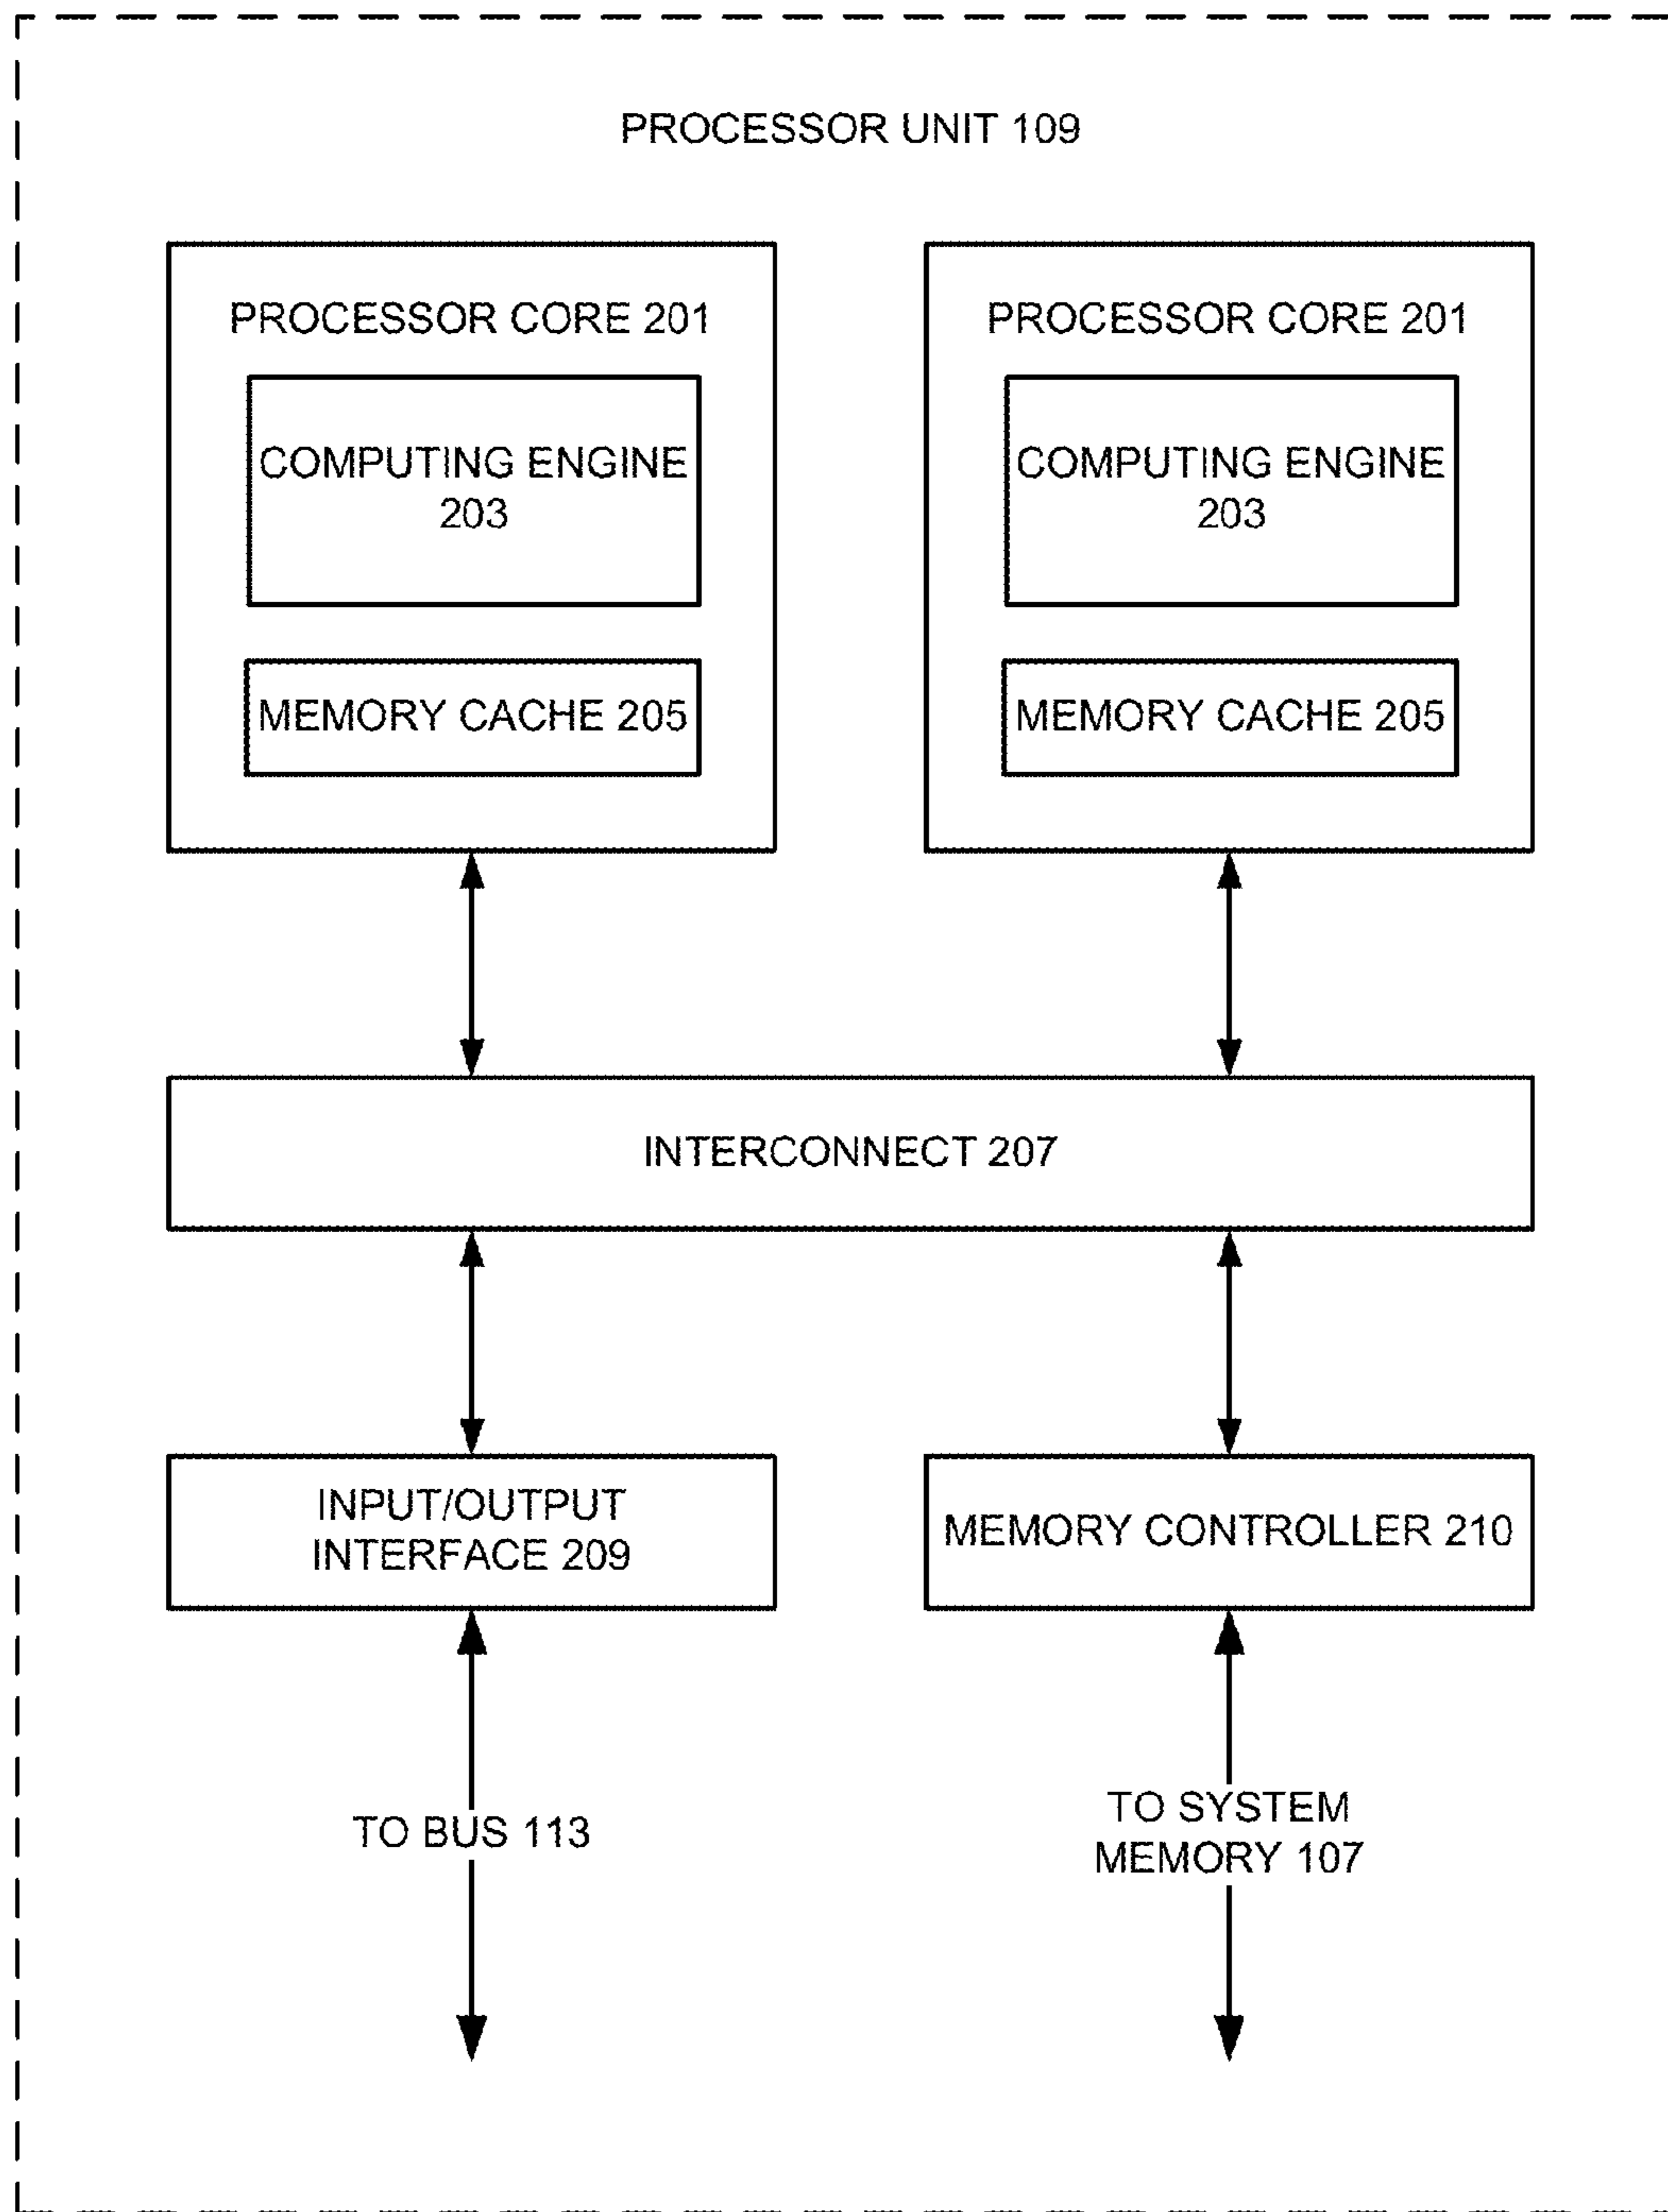 PROCESSOR UNIT 109
PROCESSOR CORE 201
COMPUTING ENGINE
203
MEMORY CACHE 205
PROCESSOR CORE 201
COMPUTING ENGINE
203
MEMORY CACHE 205
INTERCONNECT 207
INPUT/OUTPUT
INTERFACE 209
MEMORY CONTROLLER 210
TO BUS 113
TO SYSTEM
MEMORY 107